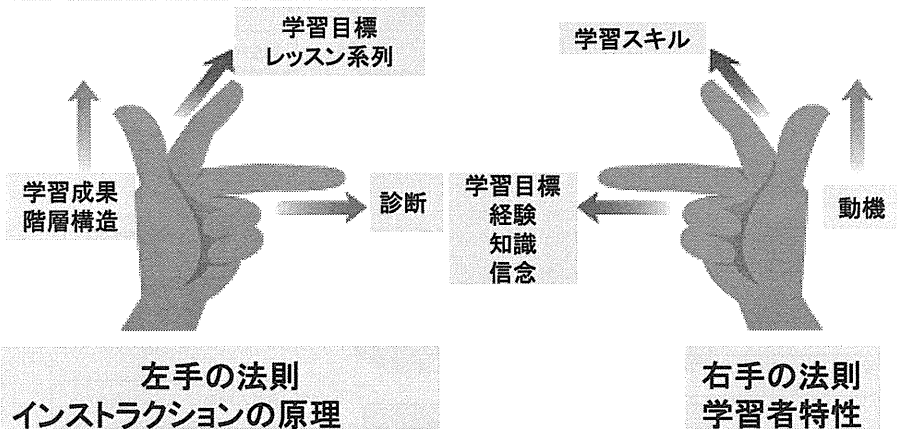 学習目標
レッスン系列
学習成果
階層構造
診断
左手の法則
インストラクションの原理
学習スキル
学習目標
経験
知識
信念
動機
右手の法則
学習者特性